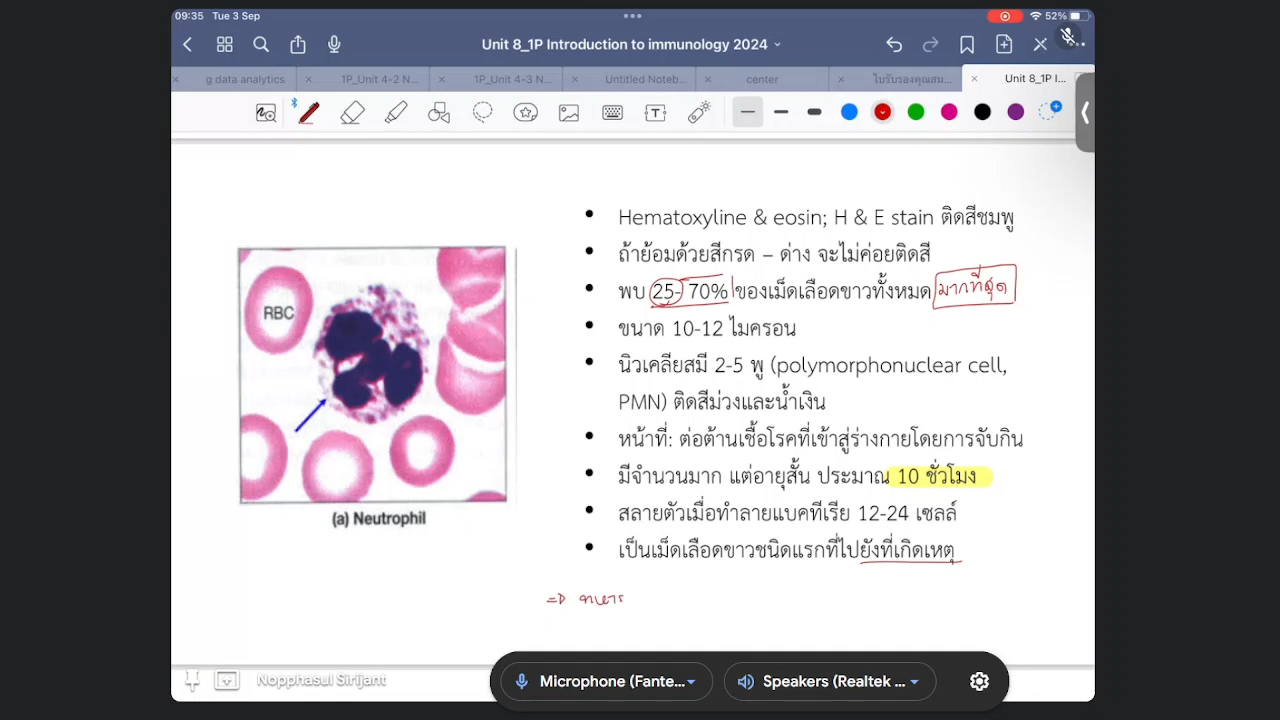 09:35 Tue 3 Sep
52%
Unit 8_1P Introduction to immunology 2024
g data analytics
1P_Unit 4-2 N...
1P_Unit 4-3 N...
Untitled Noteb...
center
ใบรับรองคุณสม...
Unit 8_1P I...
Hematoxyline & eosin; H & E stain ติดสีชมพู
ถ้าย้อมด้วยสีกรด – ด่าง จะไม่ค่อยติดสี
พบ 25- 70% ของเม็ดเลือดขาวทั้งหมด มากที่สุด
ขนาด 10-12 ไมครอน
นิวเคลียสมี 2-5 พู (polymorphonuclear cell,
PMN) ติดสีม่วงและน้ำเงิน
หน้าที่: ต่อต้านเชื้อโรคที่เข้าสู่ร่างกายโดยการจับกิน
มีจำนวนมาก แต่อายุสั้น ประมาณ 10 ชั่วโมง
สลายตัวเมื่อทำลายแบคทีเรีย 12-24 เซลล์
เป็นเม็ดเลือดขาวชนิดแรกที่ไปยังที่เกิดเหตุ
RBC
(a) Neutrophil
Nopphasul Sirijant
Microphone (Fante...
Speakers (Realtek ...